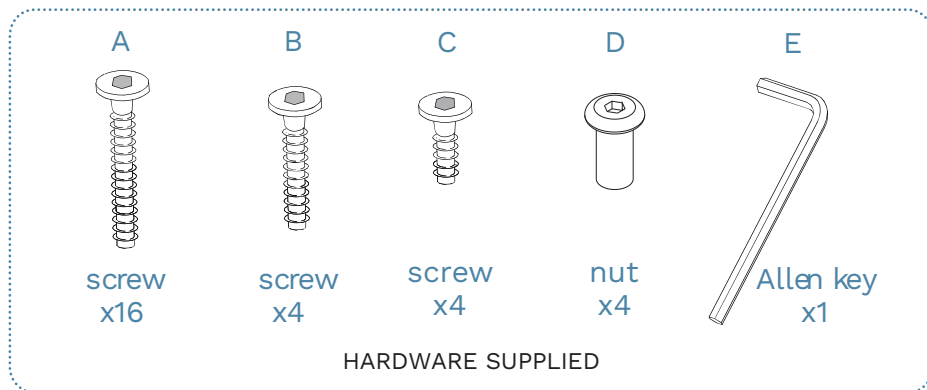 A B C D E
screw screw screw nut Allen key
x16 x4 x4 x4 x1
HARDWARE SUPPLIED